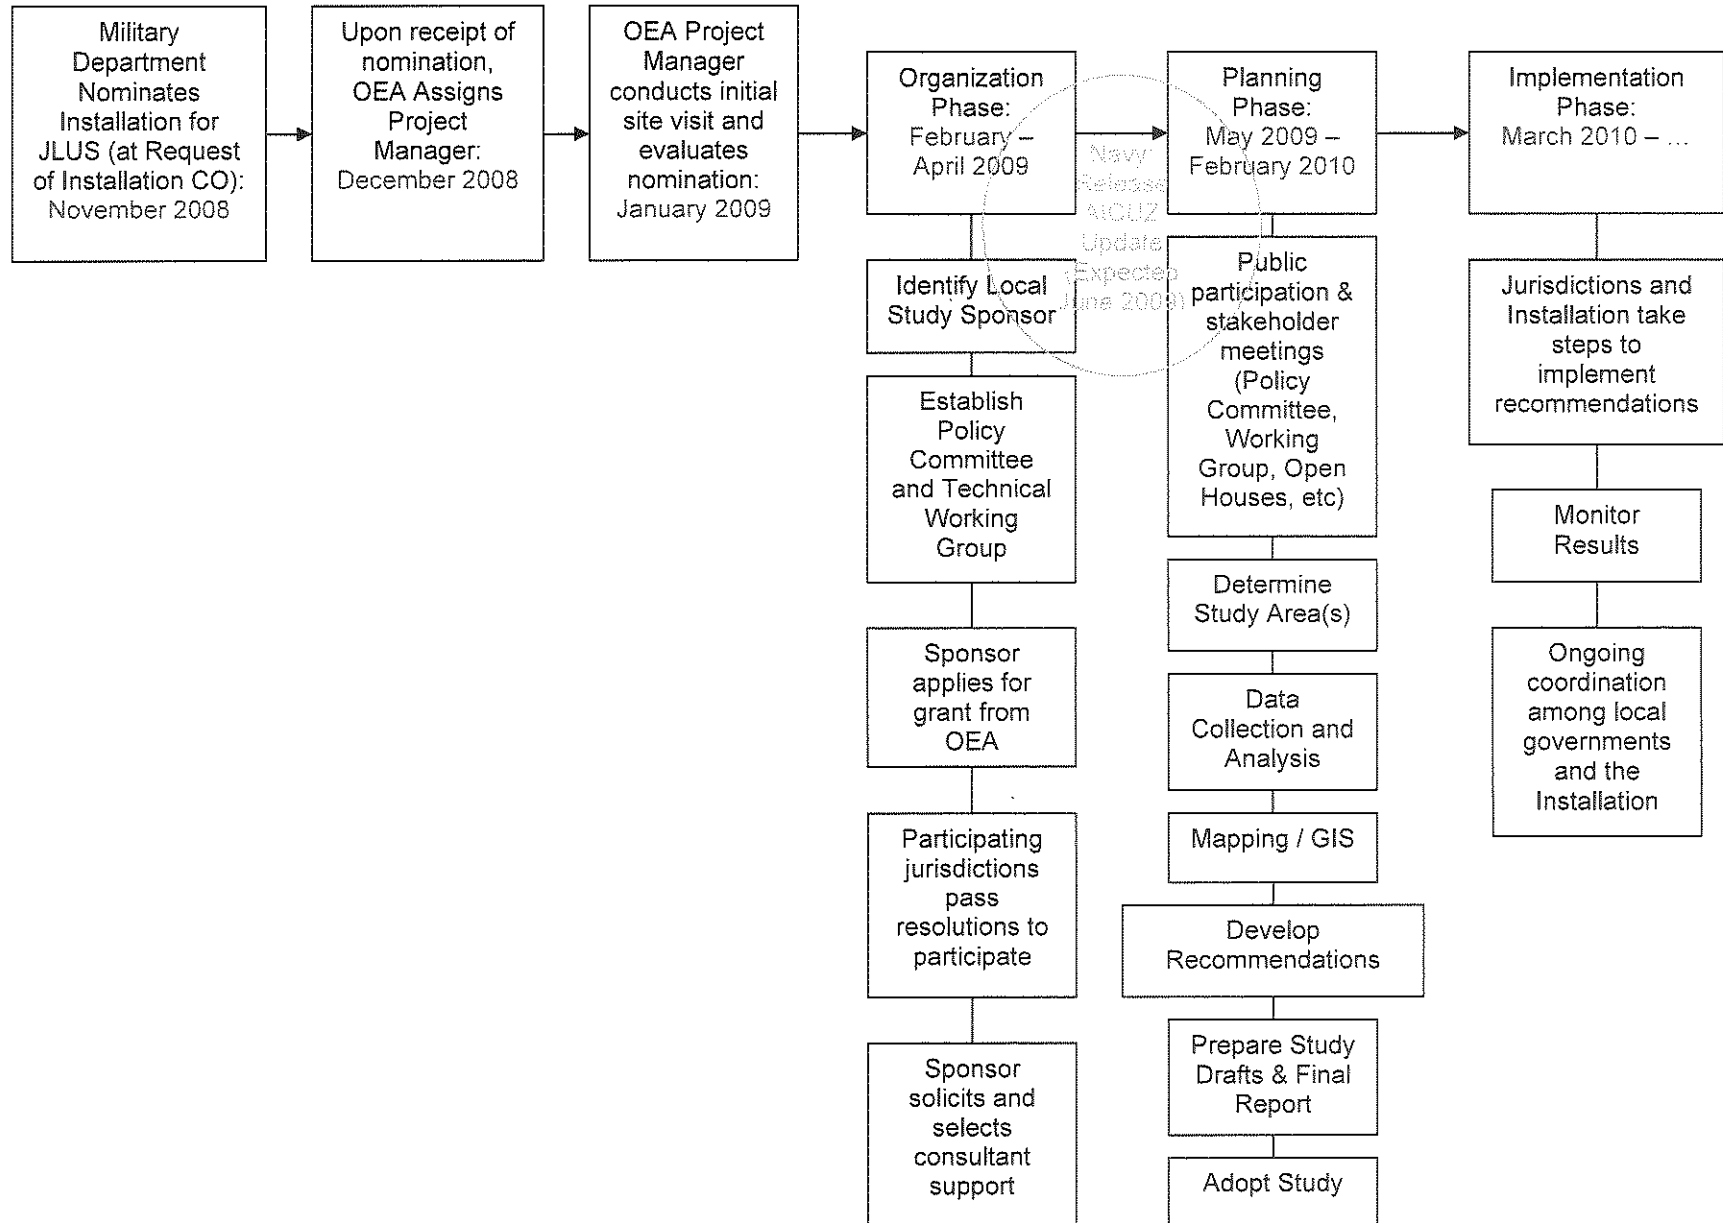 Military
Department
Nominates
Installation for
JLUS (at Request
of Installation CO):
November 2008
Upon receipt of
nomination,
OEA Assigns
Project
Manager:
December 2008
OEA Project
Manager
conducts initial
site visit and
evaluates
nomination:
January 2009
Organization
Phase:
February –
April 2009
Identify Local
Study Sponsor
Establish
Policy
Committee
and Technical
Working
Group
Sponsor
applies for
grant from
OEA
Participating
jurisdictions
pass
resolutions to
participate
Sponsor
solicits and
selects
consultant
support
Navy:
Release
AICUZ
Update
(Expected
June 2009)
Planning
Phase:
May 2009 –
February 2010
Public
participation &
stakeholder
meetings
(Policy
Committee,
Working
Group, Open
Houses, etc)
Determine
Study Area(s)
Data
Collection and
Analysis
Mapping / GIS
Develop
Recommendations
Prepare Study
Drafts & Final
Report
Adopt Study
Implementation
Phase:
March 2010 – ...
Jurisdictions and
Installation take
steps to
implement
recommendations
Monitor
Results
Ongoing
coordination
among local
governments
and the
Installation